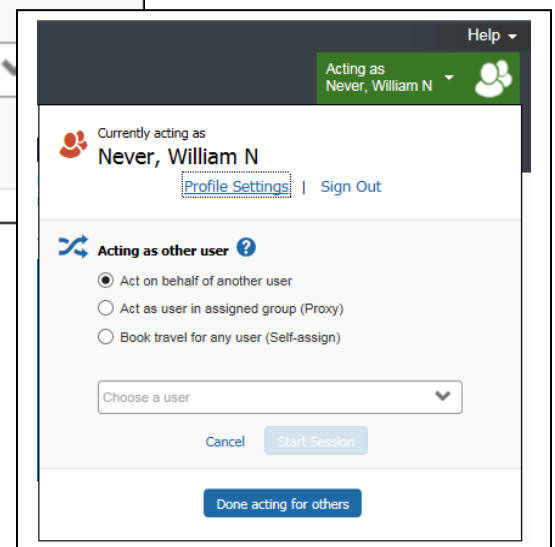 Help
Acting as
Never, William N
Currently acting as
Never, William N
Profile Settings | Sign Out
Acting as other user ?
Act on behalf of another user
Act as user in assigned group (Proxy)
Book travel for any user (Self-assign)
Choose a user
Cancel Start Session
Done acting for others